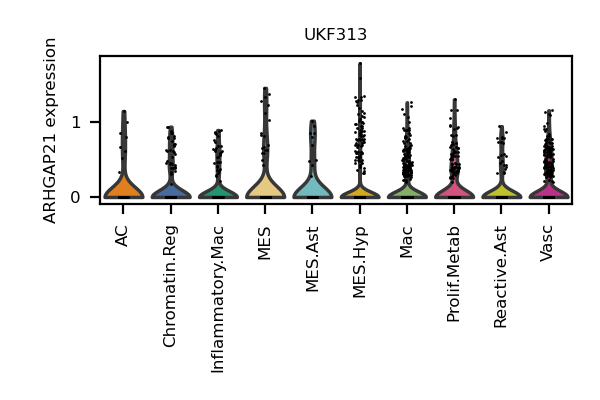 UKF313
ARHGAP21 expression
1
0
AC
Chromatin.Reg
Inflammatory.Mac
MES
MES.Ast
MES.Hyp
Mac
Prolif.Metab
Reactive.Ast
Vasc